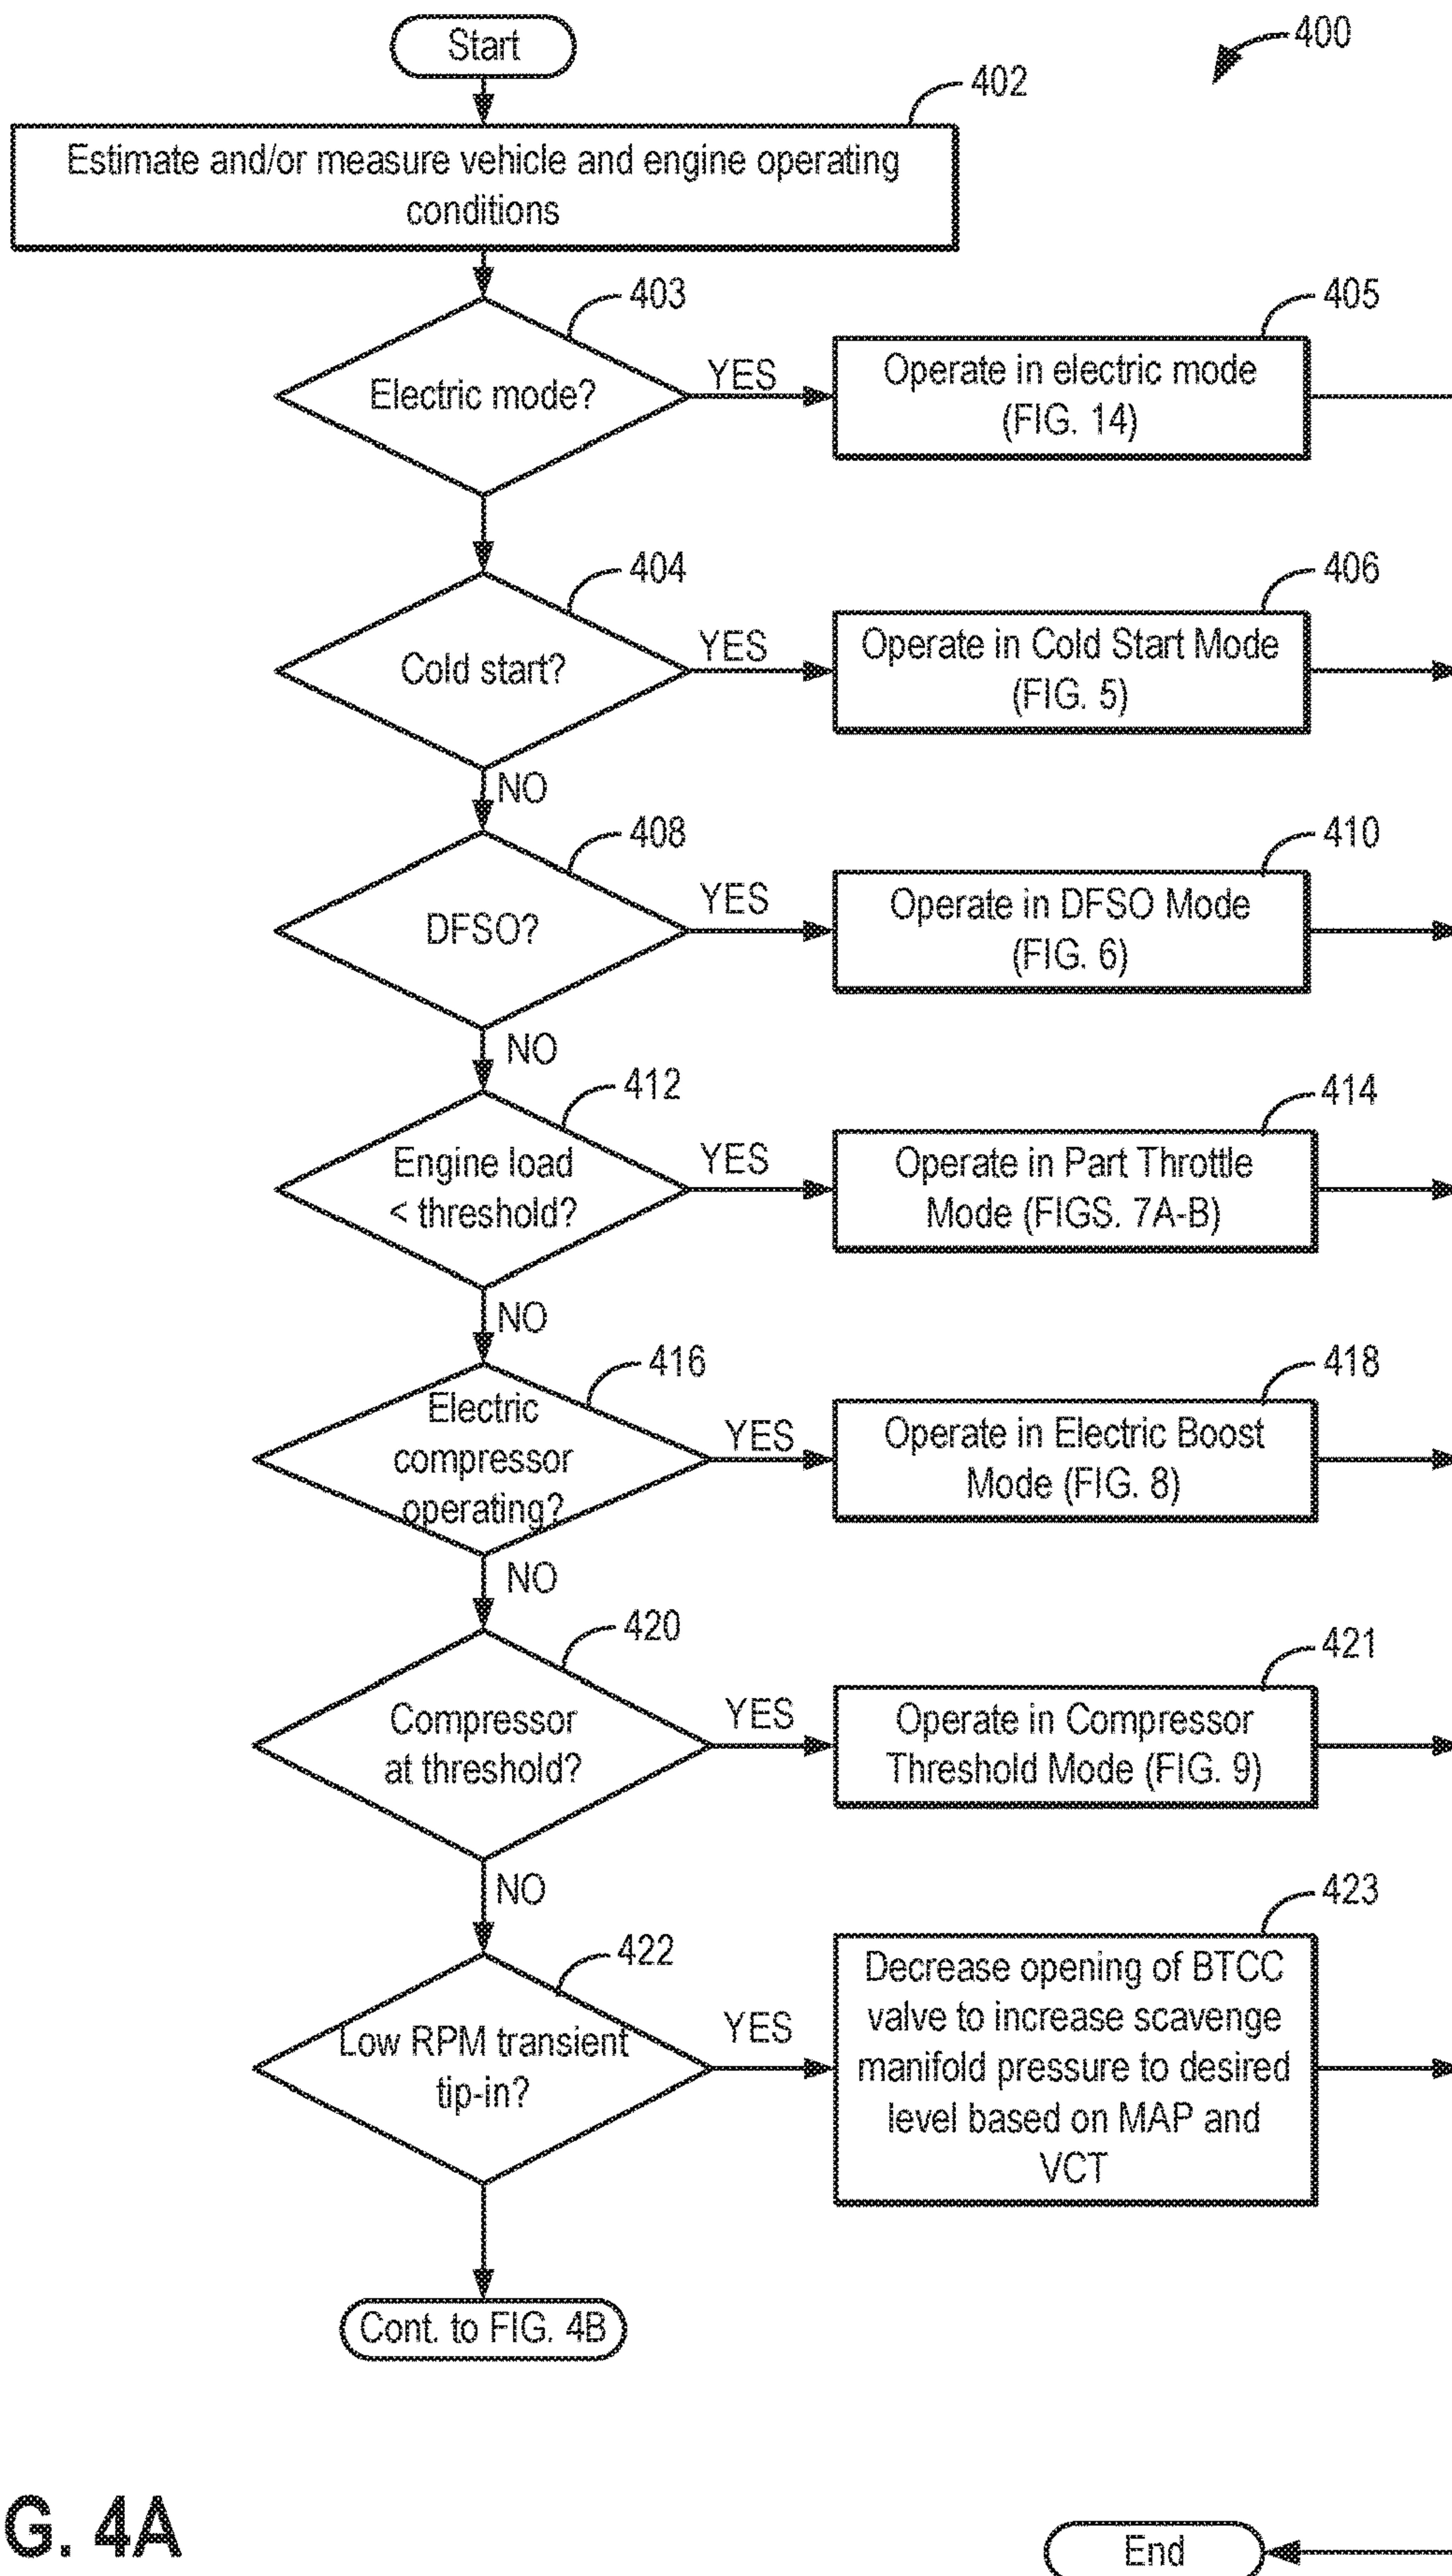 Start
400
402
Estimate and/or measure vehicle and engine operating
conditions
403
405
Electric mode?
YES
Operate in electric mode
(FIG. 14)
404
406
Cold start?
YES
Operate in Cold Start Mode
(FIG. 5)
NO
408
410
DFSO?
YES
Operate in DFSO Mode
(FIG. 6)
NO
412
414
Engine load
< threshold?
YES
Operate in Part Throttle
Mode (FIGS. 7A-B)
NO
416
418
Electric
compressor
operating?
YES
Operate in Electric Boost
Mode (FIG. 8)
NO
420
421
Compressor
at threshold?
YES
Operate in Compressor
Threshold Mode (FIG. 9)
NO
422
423
Low RPM transient
tip-in?
YES
Decrease opening of BTCC
valve to increase scavenge
manifold pressure to desired
level based on MAP and
VCT
Cont. to FIG. 4B
G. 4A
End